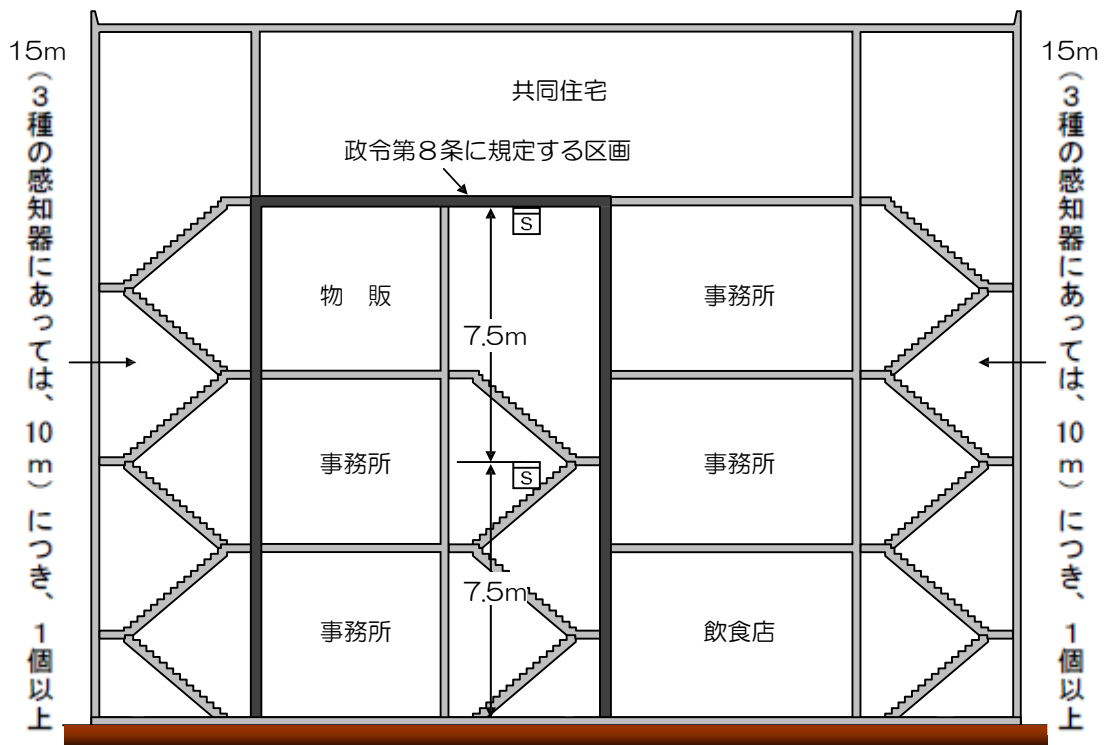 共同住宅
政令第８条に規定する区画
15m
（３種の感知器にあっては、10m）につき、１個以上
15m
（３種の感知器にあっては、10m）につき、１個以上
S
物　販
7.5m
事務所
事務所
S
事務所
事務所
7.5m
飲食店